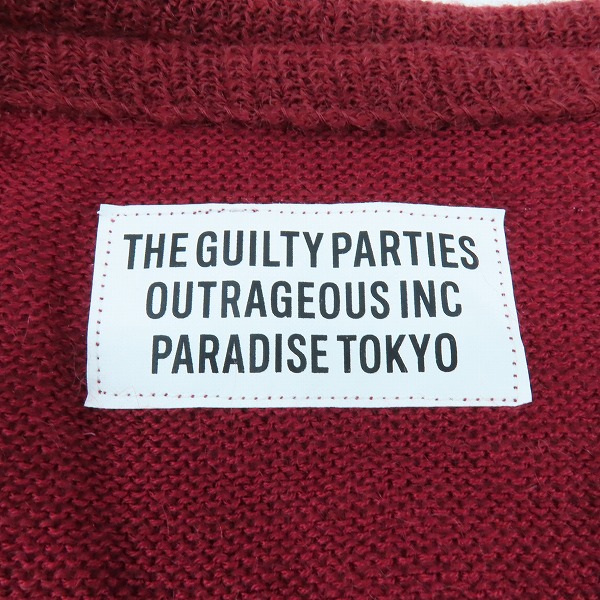 THE GUILTY PARTIES
OUTRAGEOUS INC
PARADISE TOKYO